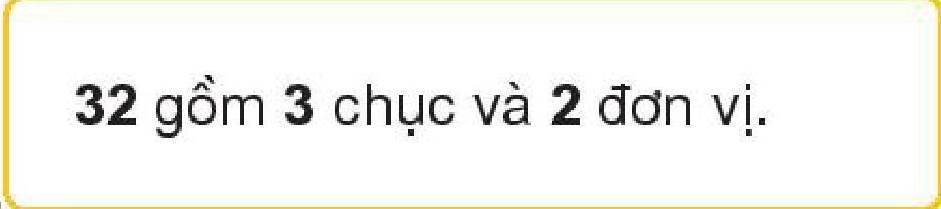 32 gồm 3 chục và 2 đơn vị.